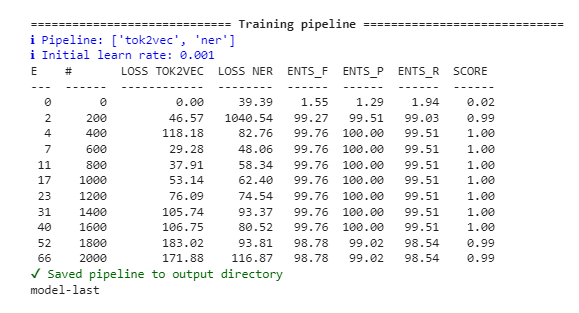 ============================= Training pipeline =============================
ℹ Pipeline: ['tok2vec', 'ner']
ℹ Initial learn rate: 0.001
E    #       LOSS TOK2VEC  LOSS NER  ENTS_F  ENTS_P  ENTS_R  SCORE
---  ------  ------------  --------  ------  ------  ------  ------
  0       0          0.00     39.39    1.55    1.29    1.94    0.02
  2     200         46.57   1040.54   99.27   99.51   99.03    0.99
  4     400        118.18     82.76   99.76  100.00   99.51    1.00
  7     600         29.28     48.06   99.76  100.00   99.51    1.00
 11     800         37.91     58.34   99.76  100.00   99.51    1.00
 17    1000         53.14     62.40   99.76  100.00   99.51    1.00
 23    1200         76.09     74.54   99.76  100.00   99.51    1.00
 31    1400        105.74     93.37   99.76  100.00   99.51    1.00
 40    1600        106.75     80.52   99.76  100.00   99.51    1.00
 52    1800        183.02     93.81   98.78   99.02   98.54    0.99
 66    2000        171.88    116.87   98.78   99.02   98.54    0.99
✓ Saved pipeline to output directory
model-last